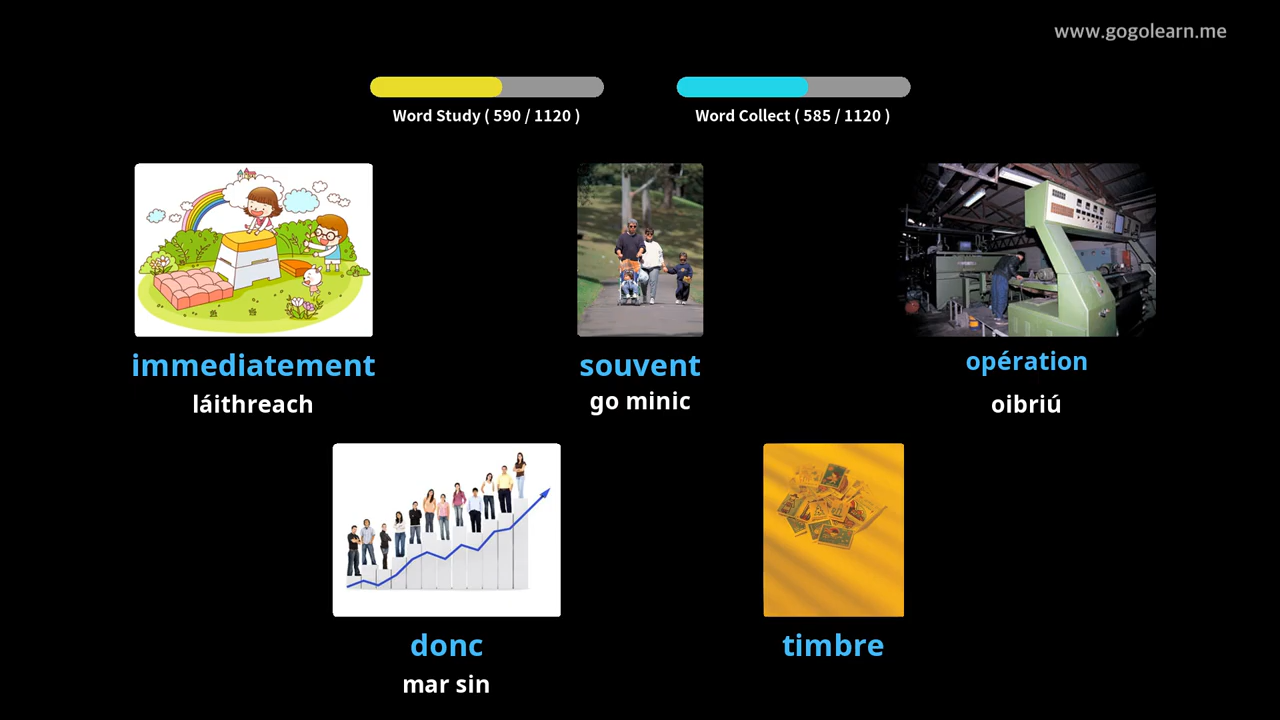 www.gogolearn.me
Word Study ( 590 / 1120 )
Word Collect ( 585 / 1120 )
immediatement
láithreach
souvent
go minic
opération
oibriú
donc
mar sin
timbre